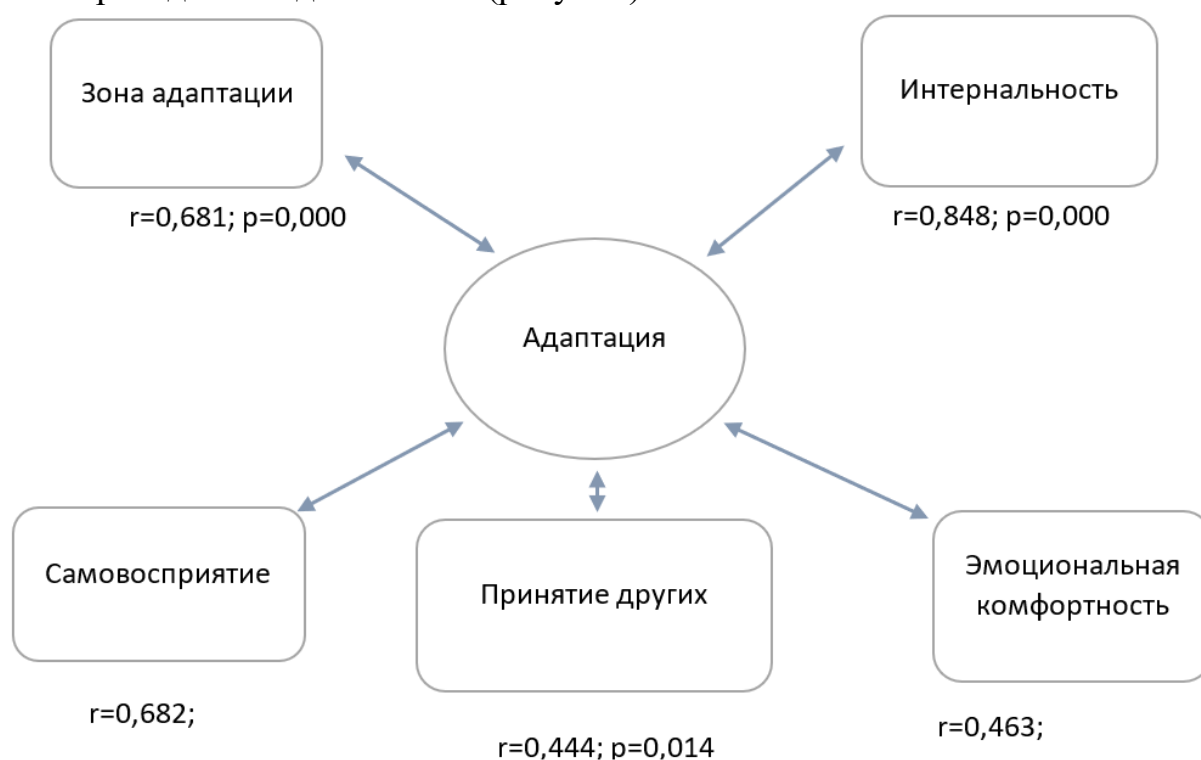 Зона адаптации
Интернальность
r=0,681; p=0,000
r=0,848; p=0,000
Адаптация
Самовосприятие
Принятие других
Эмоциональная
комфортность
r=0,682;
r=0,444; p=0,014
r=0,463;